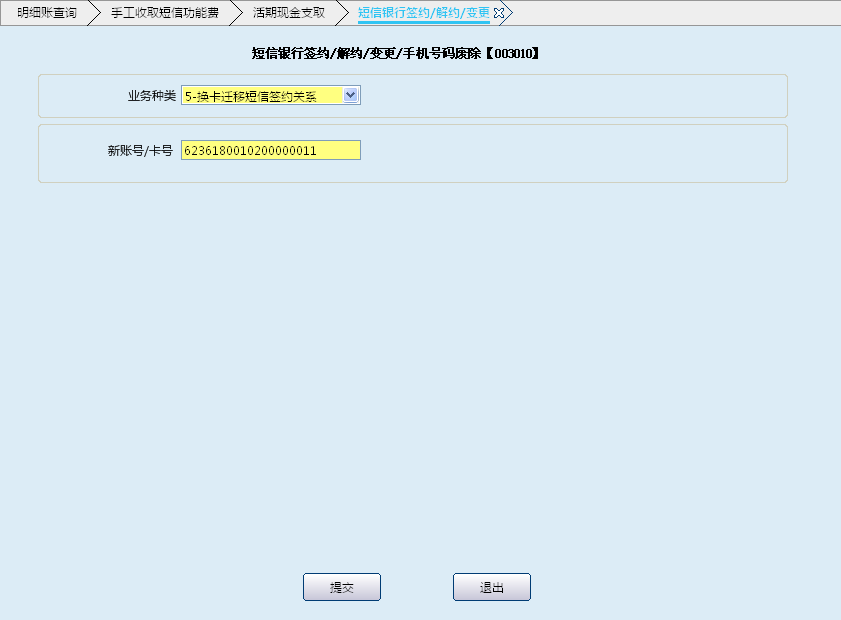 明细账查询 手工收取短信功能费 活期现金支取 短信银行签约/解约/变更
短信银行签约/解约/变更/手机号码废除【003010】
业务种类 5-换卡迁移短信签约关系
新账号/卡号 6236180010200000011
提交 退出